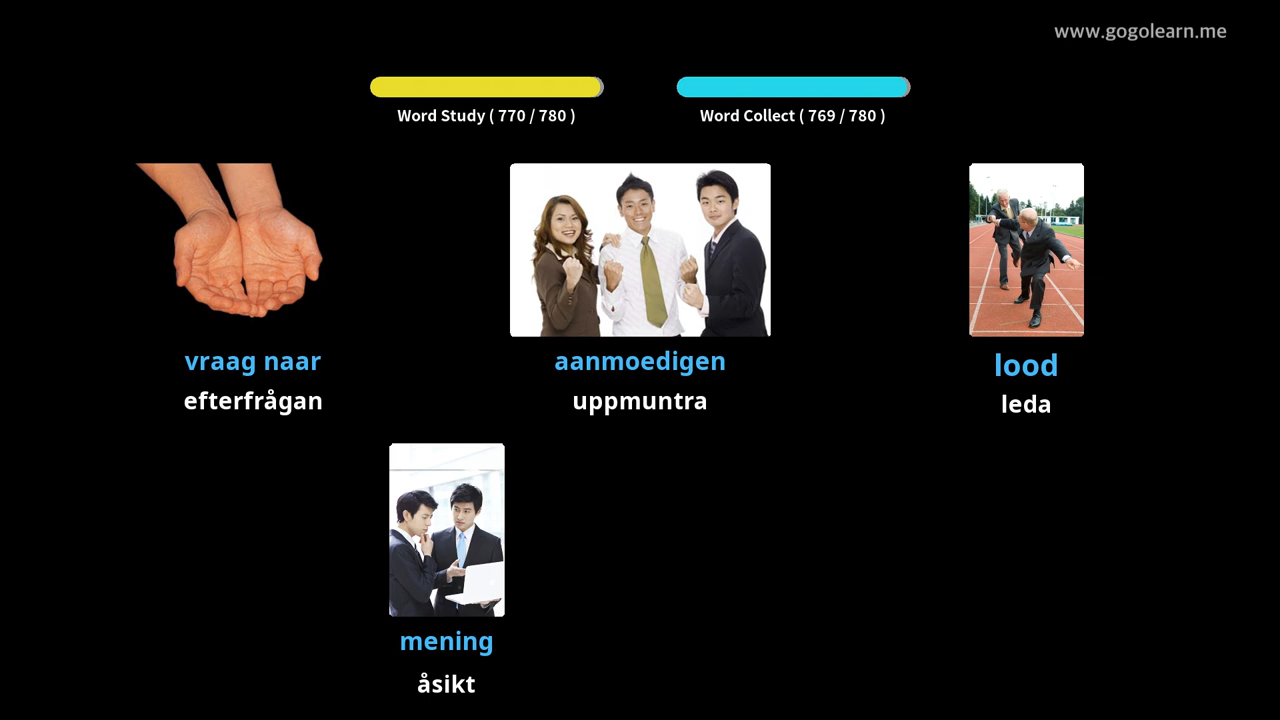 www.gogolearn.me
Word Study ( 770 / 780 )
Word Collect ( 769 / 780 )
vraag naar
efterfrågan
aanmoedigen
uppmuntra
lood
leda
mening
åsikt